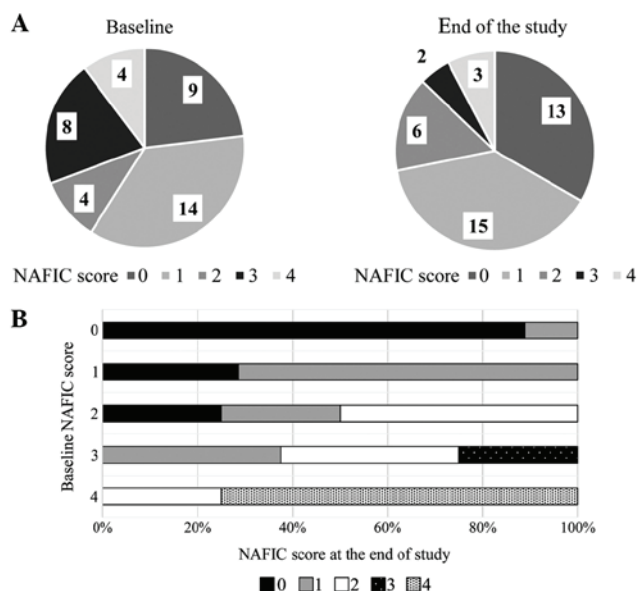 A
Baseline
End of the study
4
9
8
4
14
2
3
13
6
15
NAFIC score 0 1 2 3 4
NAFIC score 0 1 2 3 4
B
Baseline NAFIC score
0
1
2
3
4
0% 20% 40% 60% 80% 100%
NAFIC score at the end of study
0 1 2 3 4